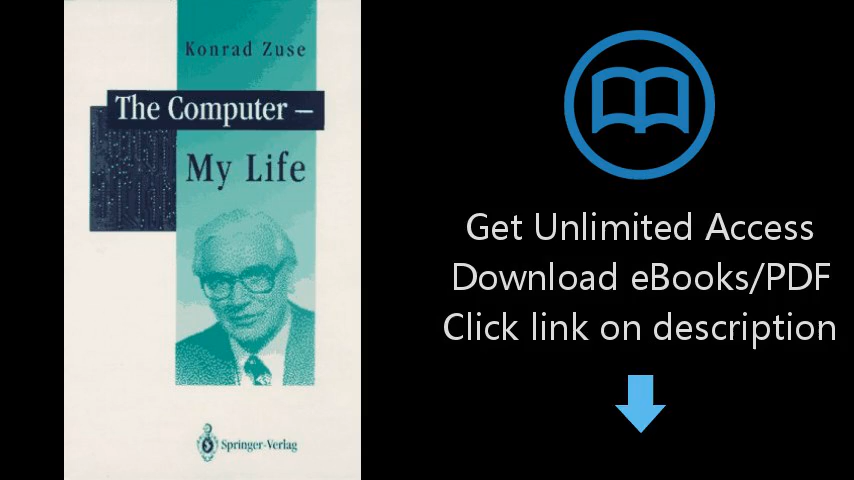 Konrad Zuse
The Computer –
My Life
Springer-Verlag
Get Unlimited Access
Download eBooks/PDF
Click link on description